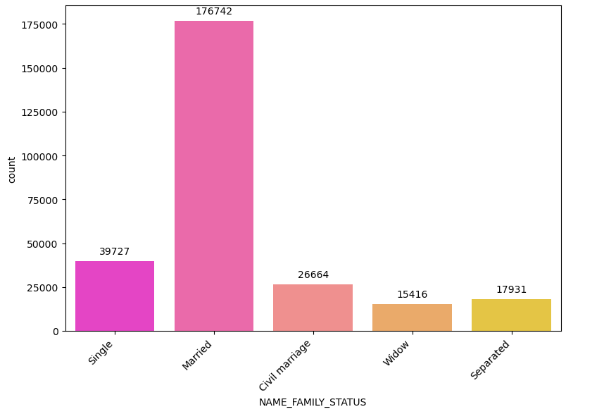 176742
175000
150000
125000
count
100000
75000
50000
39727
26664
25000
17931
15416
0
Single
Married
Civil marriage
Widow
Separated
NAME_FAMILY_STATUS